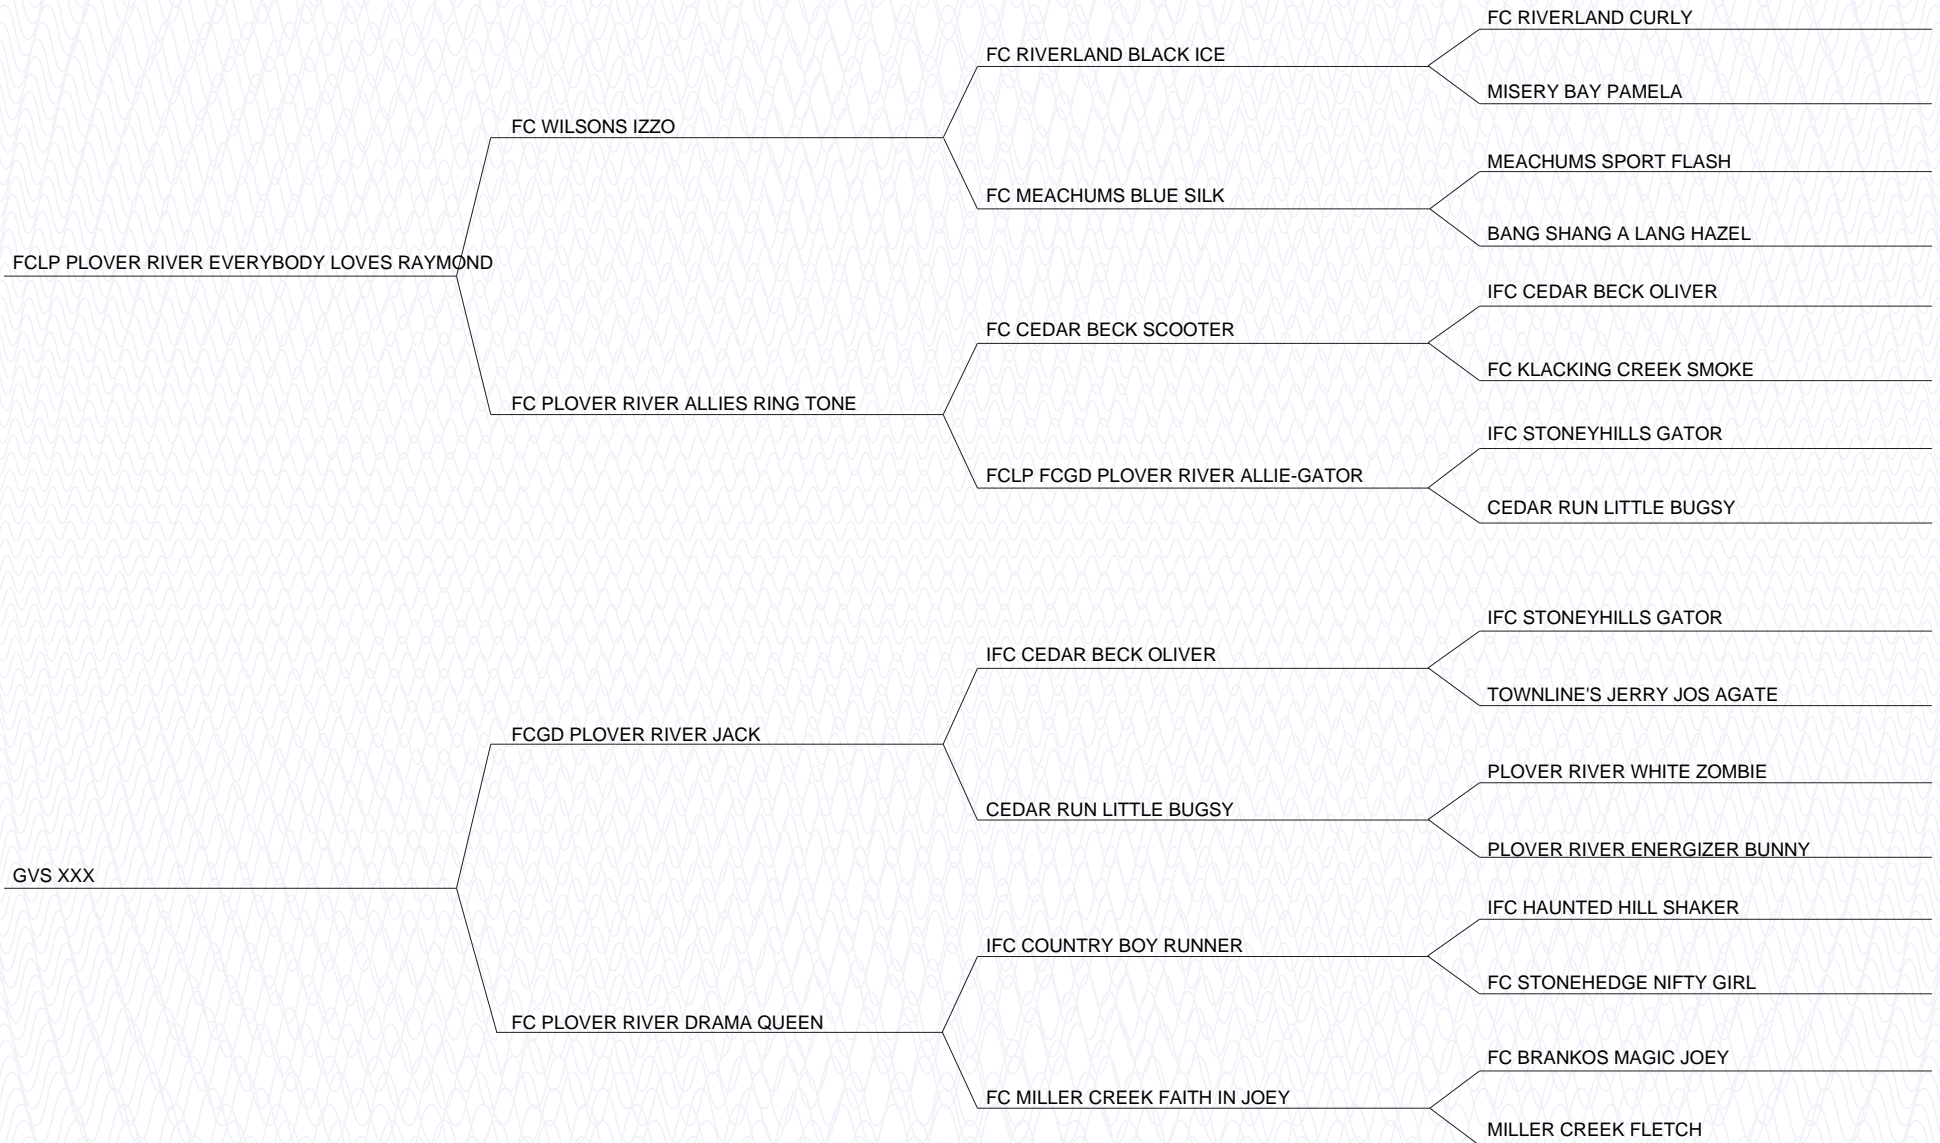 FC RIVERLAND CURLY
FC RIVERLAND BLACK ICE
MISERY BAY PAMELA
FC WILSONS IZZO
MEACHUMS SPORT FLASH
FC MEACHUMS BLUE SILK
BANG SHANG A LANG HAZEL
FCLP PLOVER RIVER EVERYBODY LOVES RAYMOND
IFC CEDAR BECK OLIVER
FC CEDAR BECK SCOOTER
FC KLACKING CREEK SMOKE
FC PLOVER RIVER ALLIES RING TONE
IFC STONEYHILLS GATOR
FCLP FCGD PLOVER RIVER ALLIE-GATOR
CEDAR RUN LITTLE BUGSY
IFC STONEYHILLS GATOR
IFC CEDAR BECK OLIVER
TOWNLINE'S JERRY JOS AGATE
FCGD PLOVER RIVER JACK
PLOVER RIVER WHITE ZOMBIE
CEDAR RUN LITTLE BUGSY
PLOVER RIVER ENERGIZER BUNNY
GVS XXX
IFC HAUNTED HILL SHAKER
IFC COUNTRY BOY RUNNER
FC STONEHEDGE NIFTY GIRL
FC PLOVER RIVER DRAMA QUEEN
FC BRANKOS MAGIC JOEY
FC MILLER CREEK FAITH IN JOEY
MILLER CREEK FLETCH